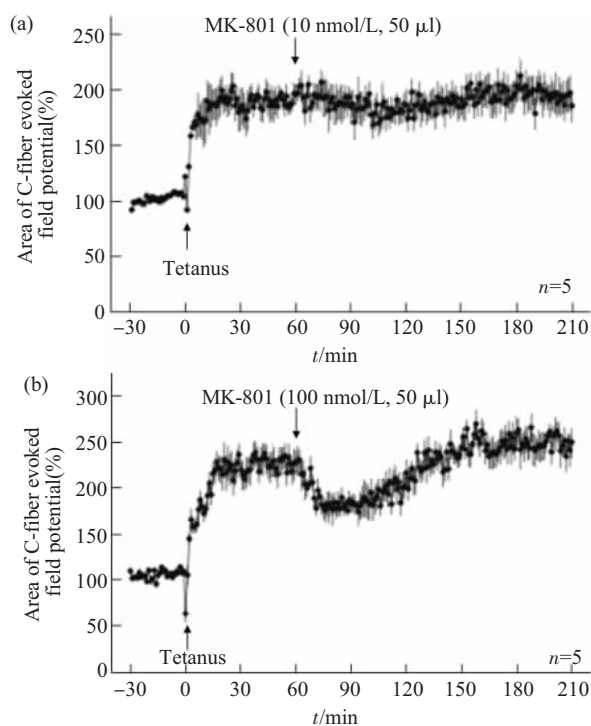 (a)
MK-801 (10 nmol/L, 50 μl)
250
200
150
100
50
0
Area of C-fiber evoked
field potential(%)
Tetanus
n=5
−30 0 30 60 90 120 150 180 210
t/min
(b)
MK-801 (100 nmol/L, 50 μl)
300
250
200
150
100
50
0
Area of C-fiber evoked
field potential(%)
Tetanus
n=5
−30 0 30 60 90 120 150 180 210
t/min